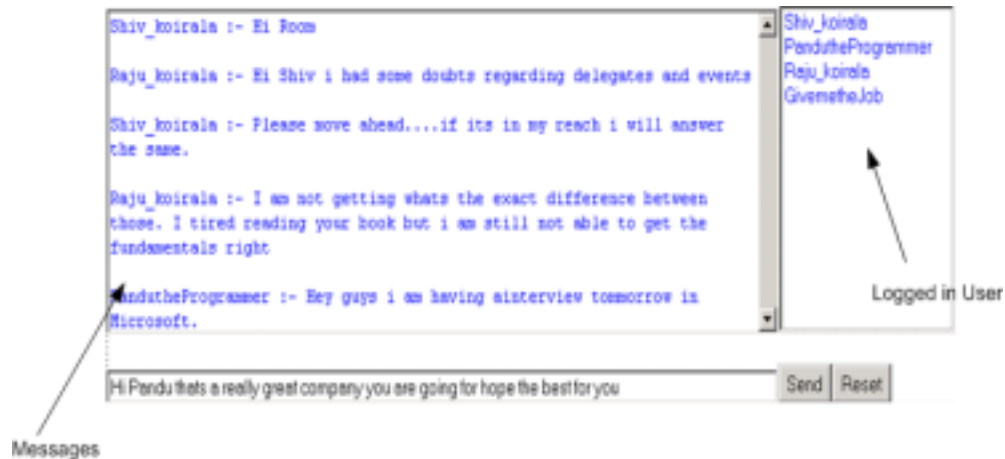 Shiv_koirala :- Hi Room
Raju_koirala :- Hi Shiv i had some doubts regarding delegates and events
Shiv_koirala :- Please move ahead....if its in my reach i will answer
the same.
Raju_koirala :- I am not getting whats the exact difference between
those. I tired reading your book but i am still not able to get the
fundamentals right
PandutheProgrammer :- Hey guys i am having ainterview tommorrow in
Microsoft.
Shiv_koirala
PandutheProgrammer
Raju_koirala
GivemetheJob
Logged in User
Hi Pandu thats a really great company you are going for hope the best for you
Send Reset
Messages